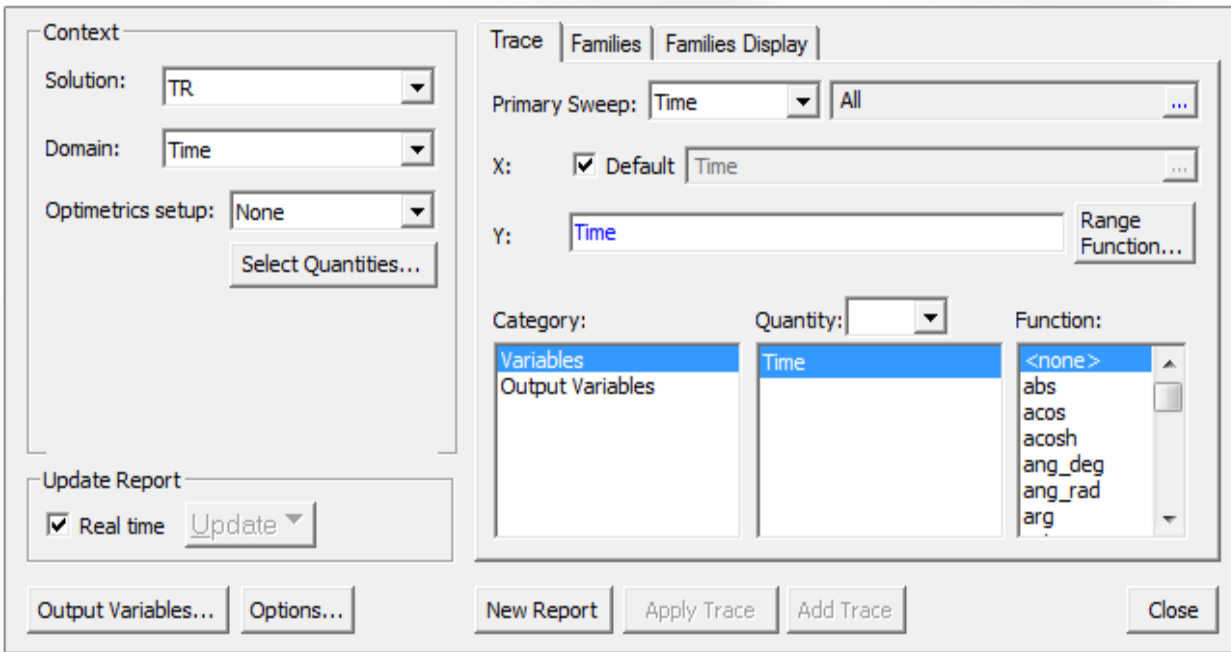 Context
Solution: TR
Domain: Time
Optimetrics setup: None
Select Quantities...
Update Report
Real time Update
Output Variables... Options...
Trace Families Families Display
Primary Sweep: Time All ...
X: Default Time ...
Y: Time Range
Function...
Category: Quantity: Function:
Variables Time <none>
Output Variables abs
acos
acosh
ang_deg
ang_rad
arg
New Report Apply Trace Add Trace Close